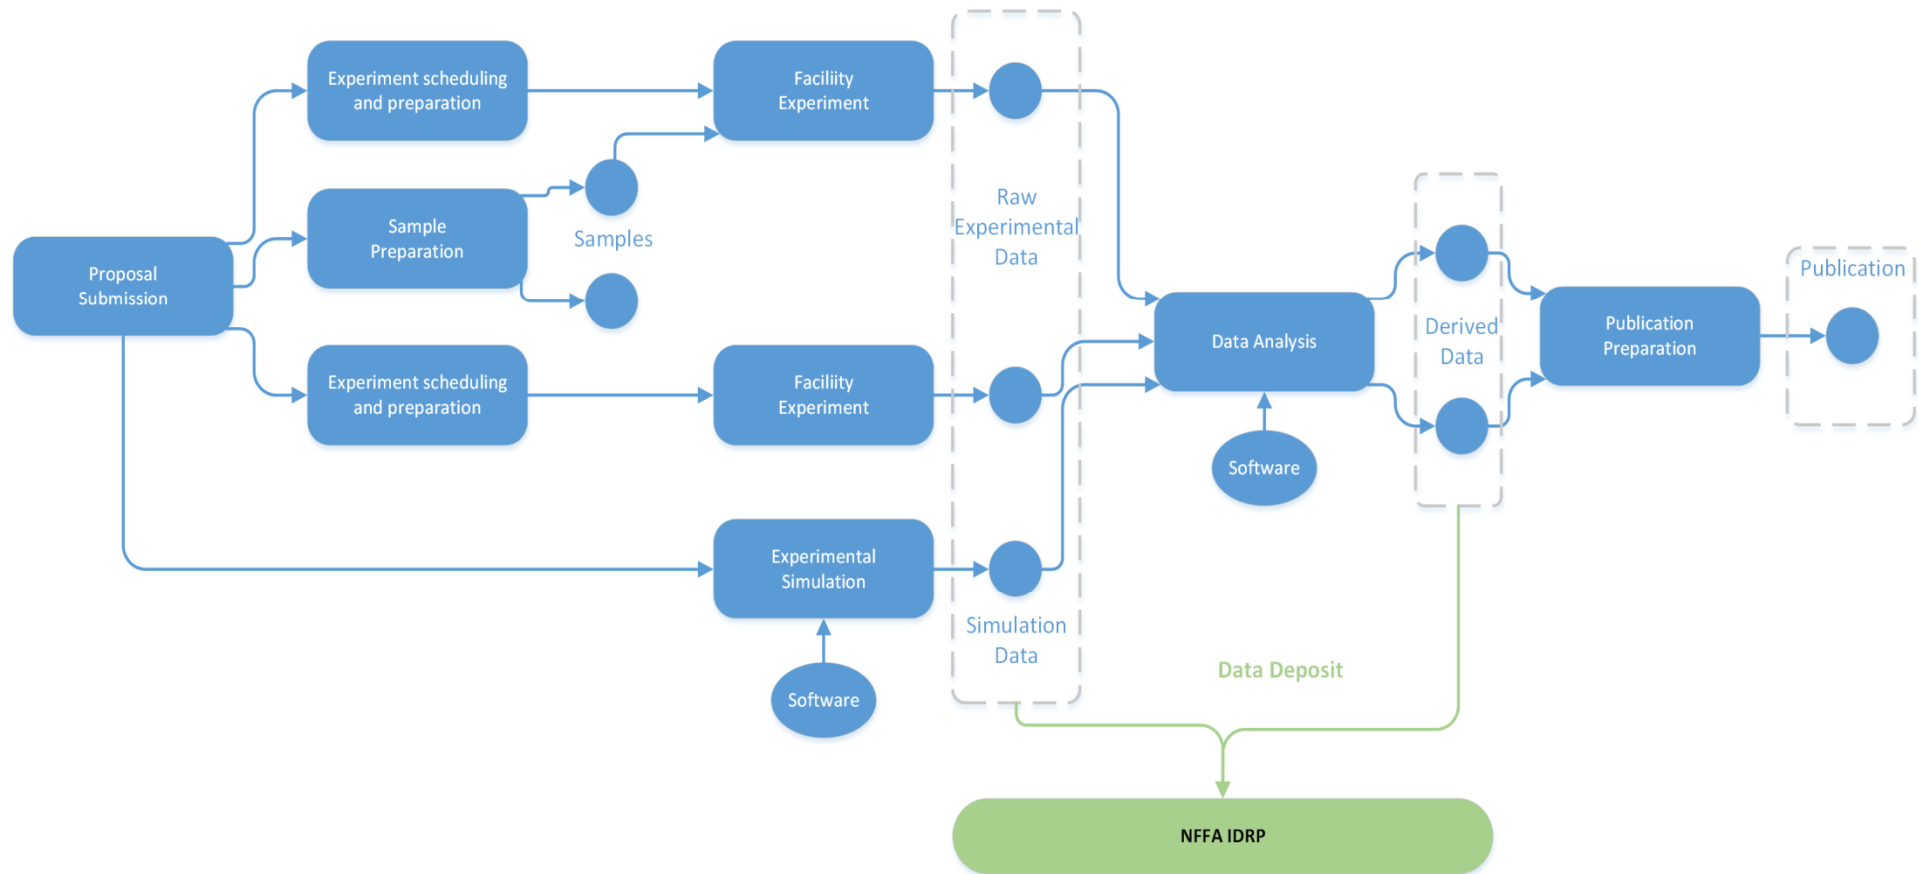 Experiment scheduling
and preparation
Faciliity
Experiment
Raw
Experimental
Data
Sample
Preparation
Samples
Proposal
Submission
Publication
Derived
Data
Publication
Preparation
Data Analysis
Experiment scheduling
and preparation
Faciliity
Experiment
Software
Experimental
Simulation
Simulation
Data
Software
Data Deposit
NFFA IDRP